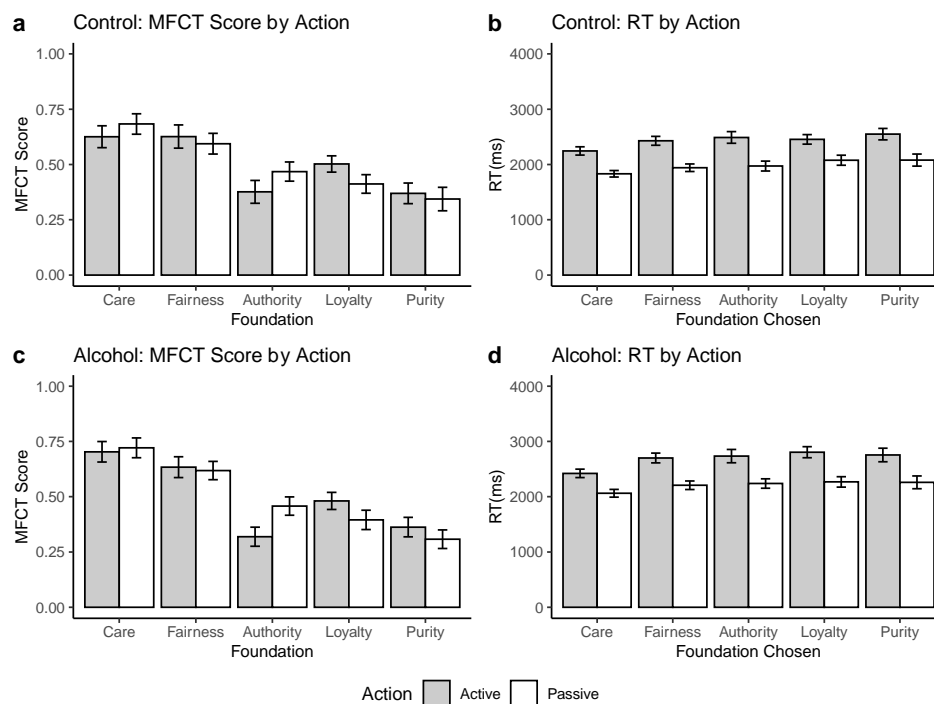 a Control: MFCT Score by Action
1.00
0.75
0.50
0.25
0.00
MFCT Score
Care Fairness Authority Loyalty Purity
Foundation
b Control: RT by Action
4000
3000
2000
1000
0
RT(ms)
Care Fairness Authority Loyalty Purity
Foundation Chosen
c Alcohol: MFCT Score by Action
1.00
0.75
0.50
0.25
0.00
MFCT Score
Care Fairness Authority Loyalty Purity
Foundation
d Alcohol: RT by Action
4000
3000
2000
1000
0
RT(ms)
Care Fairness Authority Loyalty Purity
Foundation Chosen
Action Active Passive